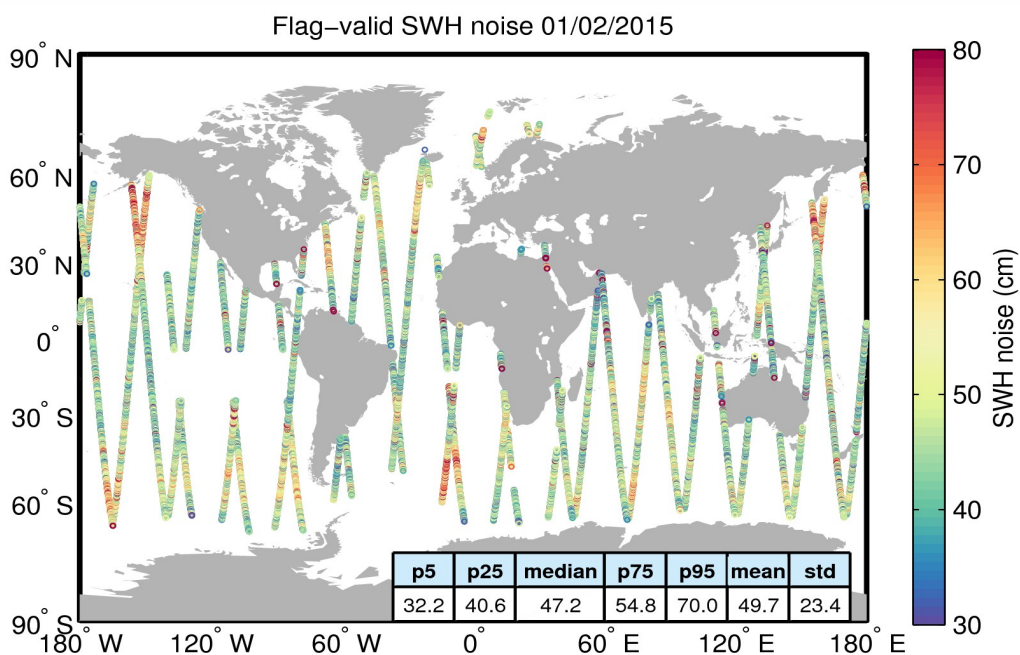 Flag−valid SWH noise 01/02/2015
90° N
60° N
30° N
0°
30° S
60° S
90° S
180° W
120° W
60° W
0°
60° E
120° E
180° E
p5 p25 median p75 p95 mean std
32.2 40.6 47.2 54.8 70.0 49.7 23.4
80
70
60
50
40
30
SWH noise (cm)